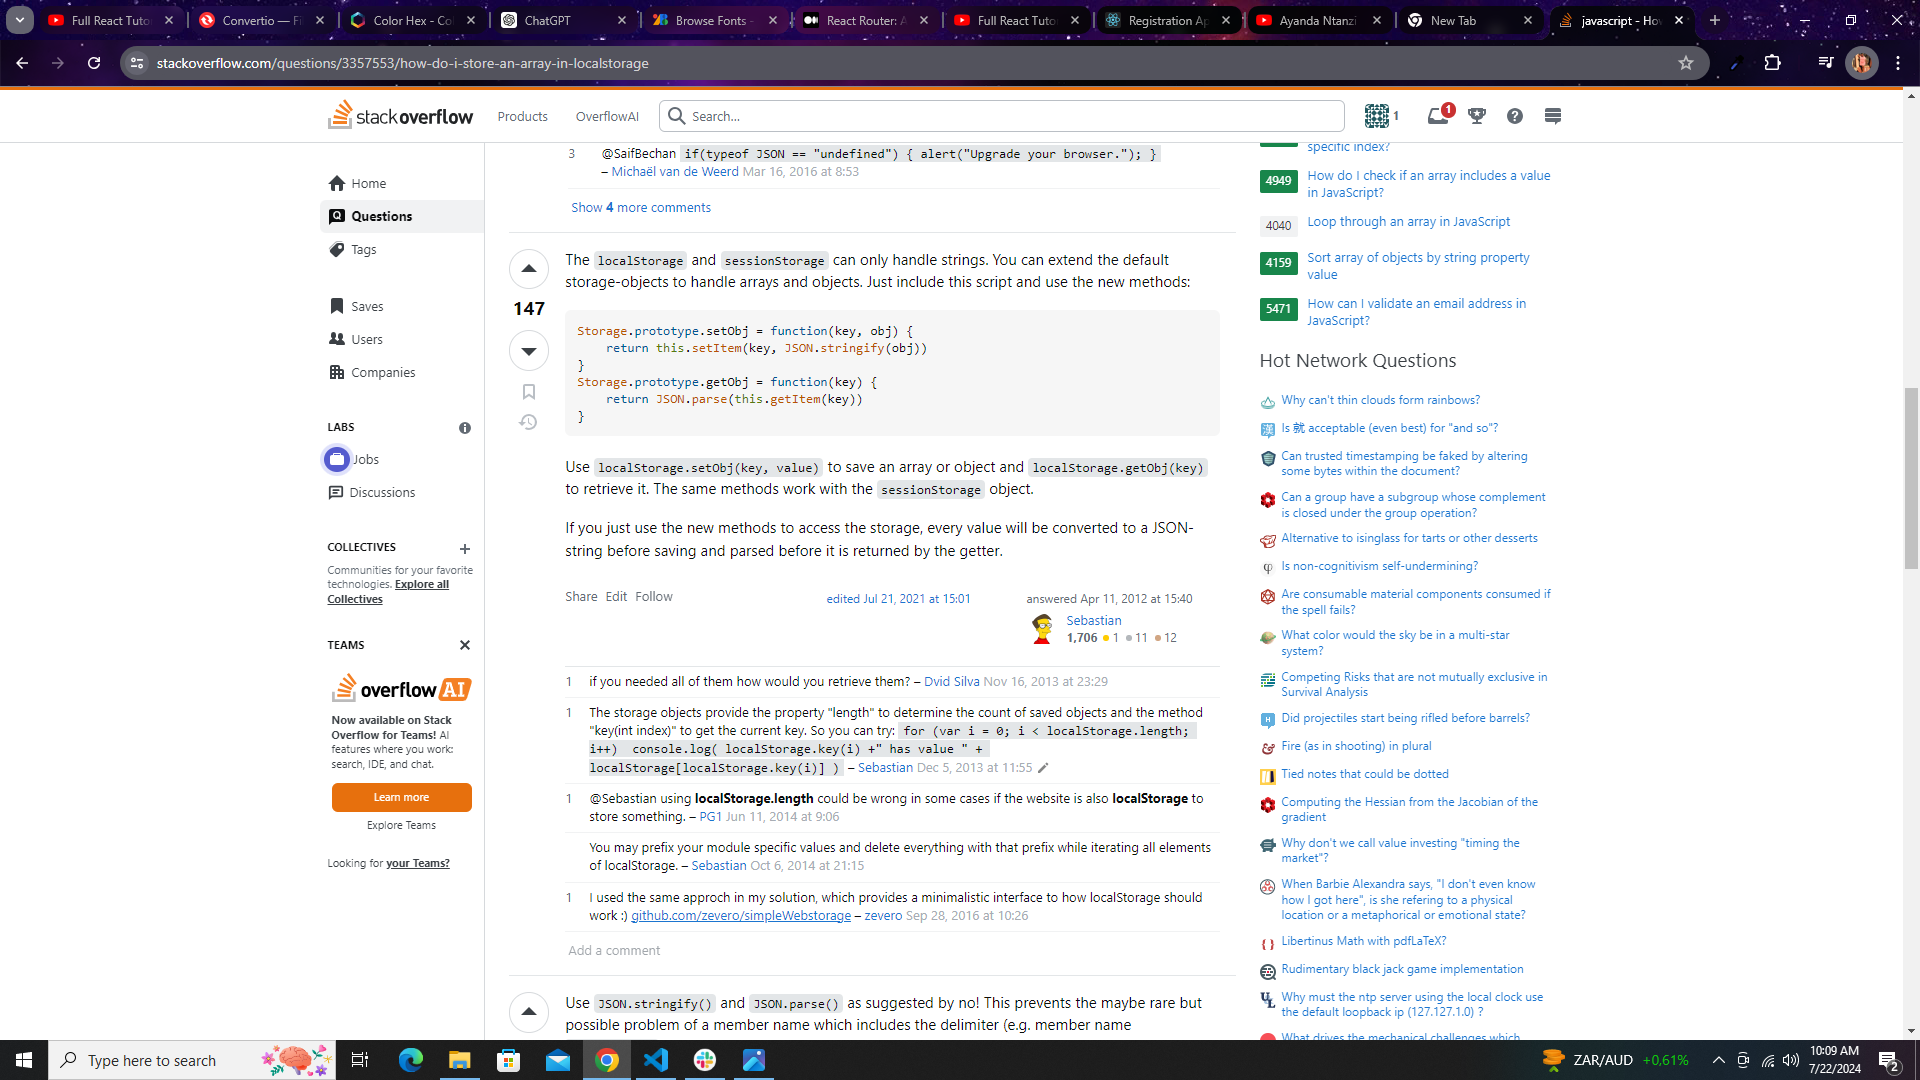 Full React Tuto
Convertio — Fi
Color Hex - Co
ChatGPT
Browse Fonts -
React Router: A
Full React Tuto
Registration Ap
Ayanda Ntanzi
New Tab
javascript - Ho
stackoverflow.com/questions/3357553/how-do-i-store-an-array-in-localstorage
stackoverflow
Products
OverflowAI
Search...
1
1
Home
Questions
Tags
Saves
Users
Companies
LABS
Jobs
Discussions
COLLECTIVES
Communities for your favorite
technologies. Explore all
Collectives
TEAMS
overflow AI
Now available on Stack
Overflow for Teams! AI
features where you work:
search, IDE, and chat.
Learn more
Explore Teams
Looking for your Teams?
3 @SaifBechan if(typeof JSON == "undefined") { alert("Upgrade your browser."); }
– Michaël van de Weerd Mar 16, 2016 at 8:53
Show 4 more comments
147
The localStorage and sessionStorage can only handle strings. You can extend the default
storage-objects to handle arrays and objects. Just include this script and use the new methods:
Storage.prototype.setObj = function(key, obj) {
return this.setItem(key, JSON.stringify(obj))
}
Storage.prototype.getObj = function(key) {
return JSON.parse(this.getItem(key))
}
Use localStorage.setObj(key, value) to save an array or object and localStorage.getObj(key)
to retrieve it. The same methods work with the sessionStorage object.
If you just use the new methods to access the storage, every value will be converted to a JSON-
string before saving and parsed before it is returned by the getter.
Share Edit Follow
edited Jul 21, 2021 at 15:01
answered Apr 11, 2012 at 15:40
Sebastian
1,706 1 11 12
1 if you needed all of them how would you retrieve them? – Dvid Silva Nov 16, 2013 at 23:29
1 The storage objects provide the property "length" to determine the count of saved objects and the method
"key(int index)" to get the current key. So you can try: for (var i = 0; i < localStorage.length;
i++) console.log( localStorage.key(i) +" has value " +
localStorage[localStorage.key(i)] ) – Sebastian Dec 5, 2013 at 11:55
1 @Sebastian using localStorage.length could be wrong in some cases if the website is also localStorage to
store something. – PG1 Jun 11, 2014 at 9:06
You may prefix your module specific values and delete everything with that prefix while iterating all elements
of localStorage. – Sebastian Oct 6, 2014 at 21:15
1 I used the same approch in my solution, which provides a minimalistic interface to how localStorage should
work :) github.com/zevero/simpleWebstorage – zevero Sep 28, 2016 at 10:26
Add a comment
Use JSON.stringify() and JSON.parse() as suggested by no! This prevents the maybe rare but
possible problem of a member name which includes the delimiter (e.g. member name
specific index?
4949 How do I check if an array includes a value
in JavaScript?
4040 Loop through an array in JavaScript
4159 Sort array of objects by string property
value
5471 How can I validate an email address in
JavaScript?
Hot Network Questions
Why can't thin clouds form rainbows?
Is 就 acceptable (even best) for "and so"?
Can trusted timestamping be faked by altering
some bytes within the document?
Can a group have a subgroup whose complement
is closed under the group operation?
Alternative to isinglass for tarts or other desserts
Is non-cognitivism self-undermining?
Are consumable material components consumed if
the spell fails?
What color would the sky be in a multi-star
system?
Competing Risks that are not mutually exclusive in
Survival Analysis
Did projectiles start being rifled before barrels?
Fire (as in shooting) in plural
Tied notes that could be dotted
Computing the Hessian from the Jacobian of the
gradient
Why don't we call value investing "timing the
market"?
When Barbie Alexandra says, "I don't even know
how I got here", is she refering to a physical
location or a metaphorical or emotional state?
Libertinus Math with pdfLaTeX?
Rudimentary black jack game implementation
Why must the ntp server using the local clock use
the default loopback ip (127.127.1.0) ?
What drives the mechanical challenges which
Type here to search
ZAR/AUD +0,61%
10:09 AM
7/22/2024
2